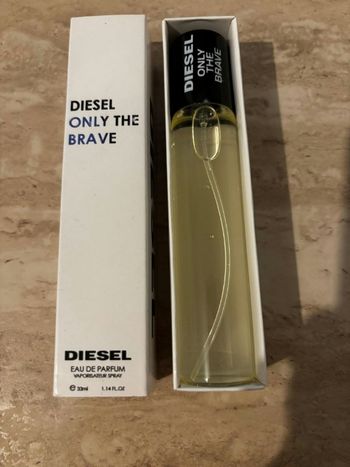 DIESEL
ONLY THE
BRAVE
DIESEL
EAU DE PARFUM
VAPORISATEUR SPRAY
℮ 33ml 1.14 FL.OZ
DIESEL
ONLY
THE
BRAVE